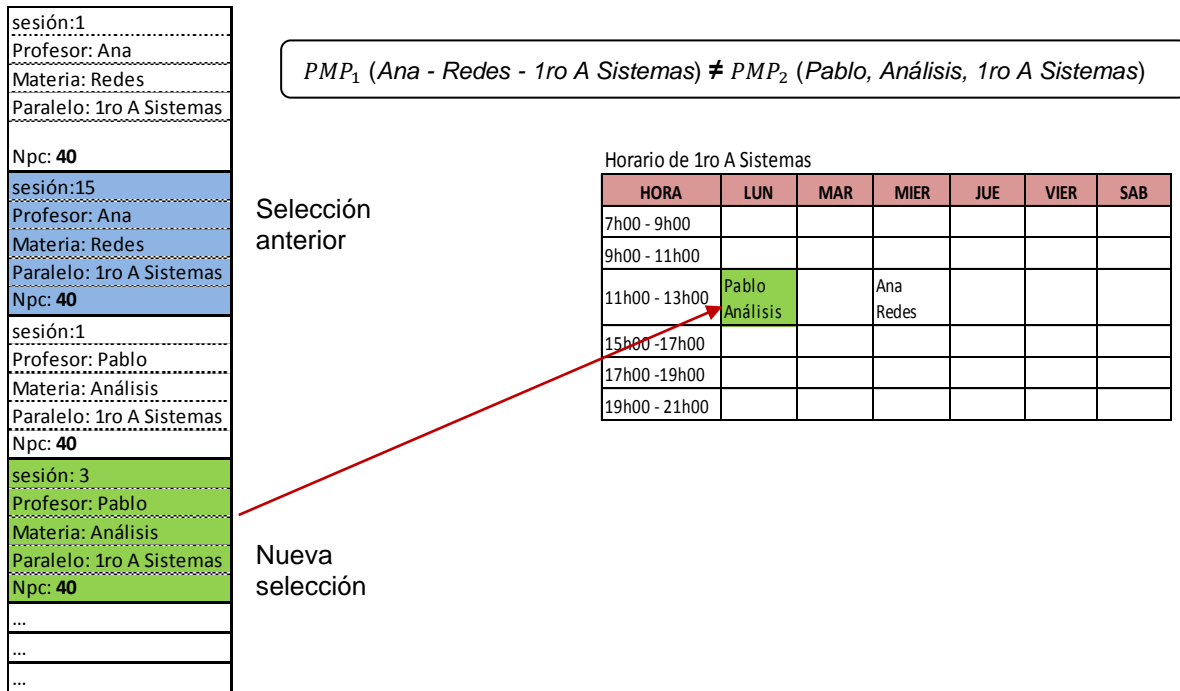 sesión:1
Profesor: Ana
Materia: Redes
Paralelo: 1ro A Sistemas
Npc: 40
sesión:15
Profesor: Ana
Materia: Redes
Paralelo: 1ro A Sistemas
Npc: 40
sesión:1
Profesor: Pablo
Materia: Análisis
Paralelo: 1ro A Sistemas
Npc: 40
sesión: 3
Profesor: Pablo
Materia: Análisis
Paralelo: 1ro A Sistemas
Npc: 40
...
...
...
Selección
anterior
Nueva
selección
PMP₁ (Ana - Redes - 1ro A Sistemas) ≠ PMP₂ (Pablo, Análisis, 1ro A Sistemas)
Horario de 1ro A Sistemas
HORA LUN MAR MIER JUE VIER SAB
7h00 - 9h00
9h00 - 11h00
11h00 - 13h00 Pablo Análisis Ana Redes
15h00 -17h00
17h00 -19h00
19h00 - 21h00